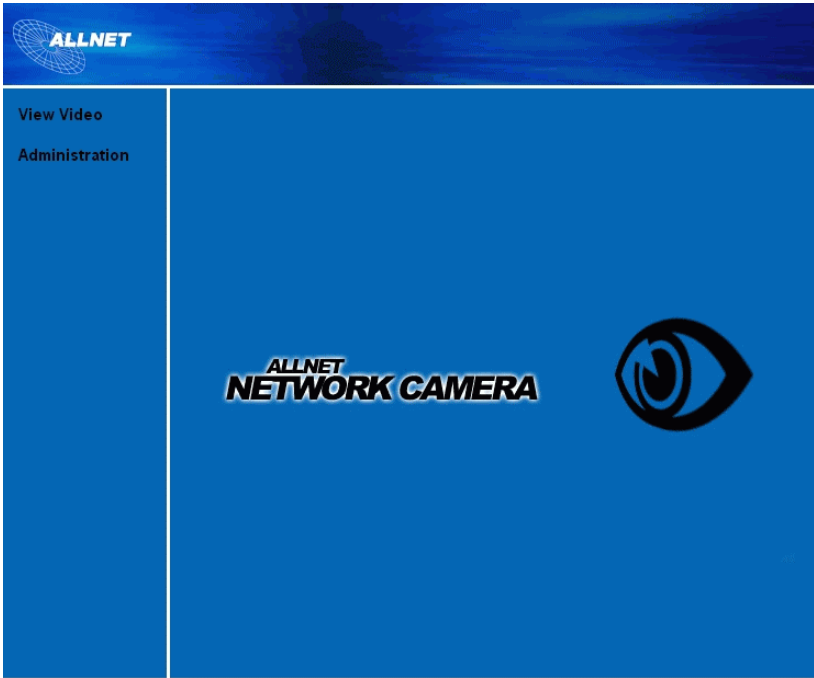 ALLNET
View Video
Administration
ALLNET
NETWORK CAMERA